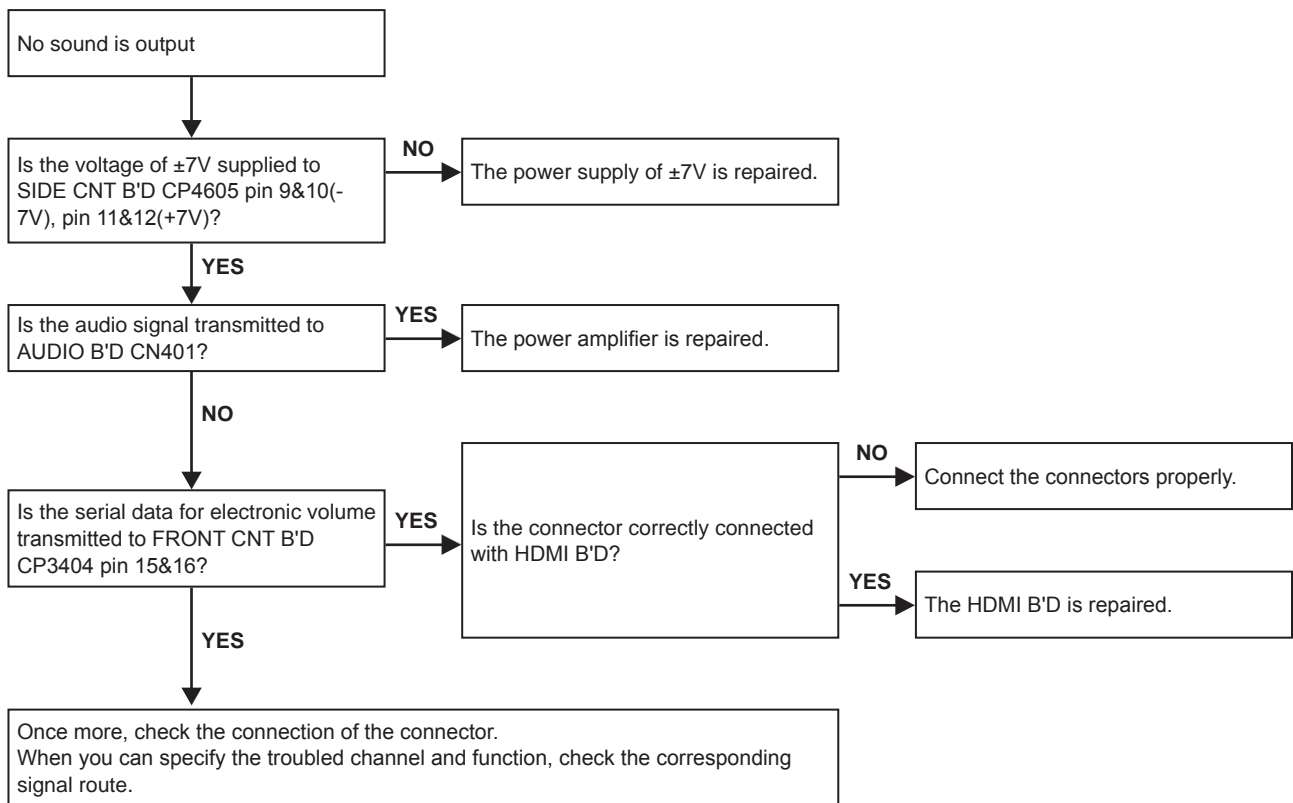 No sound is output
Is the voltage of ±7V supplied to
SIDE CNT B'D CP4605 pin 9&10(-
7V), pin 11&12(+7V)?
NO
The power supply of ±7V is repaired.
YES
Is the audio signal transmitted to
AUDIO B'D CN401?
YES
The power amplifier is repaired.
NO
Is the serial data for electronic volume
transmitted to FRONT CNT B'D
CP3404 pin 15&16?
YES
Is the connector correctly connected
with HDMI B'D?
NO
Connect the connectors properly.
YES
The HDMI B'D is repaired.
YES
Once more, check the connection of the connector.
When you can specify the troubled channel and function, check the corresponding
signal route.